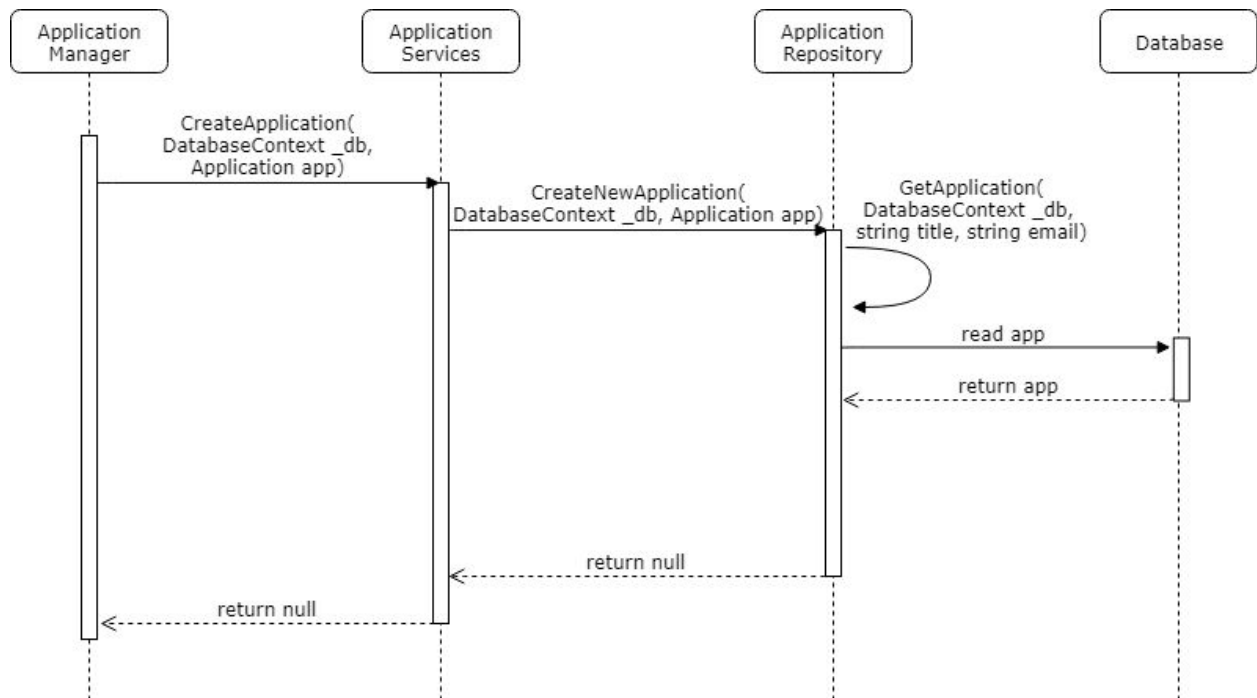 Application
Manager
Application
Services
Application
Repository
Database
CreateApplication(
DatabaseContext _db,
Application app)
CreateNewApplication(
DatabaseContext _db, Application app)
GetApplication(
DatabaseContext _db,
string title, string email)
read app
return app
return null
return null